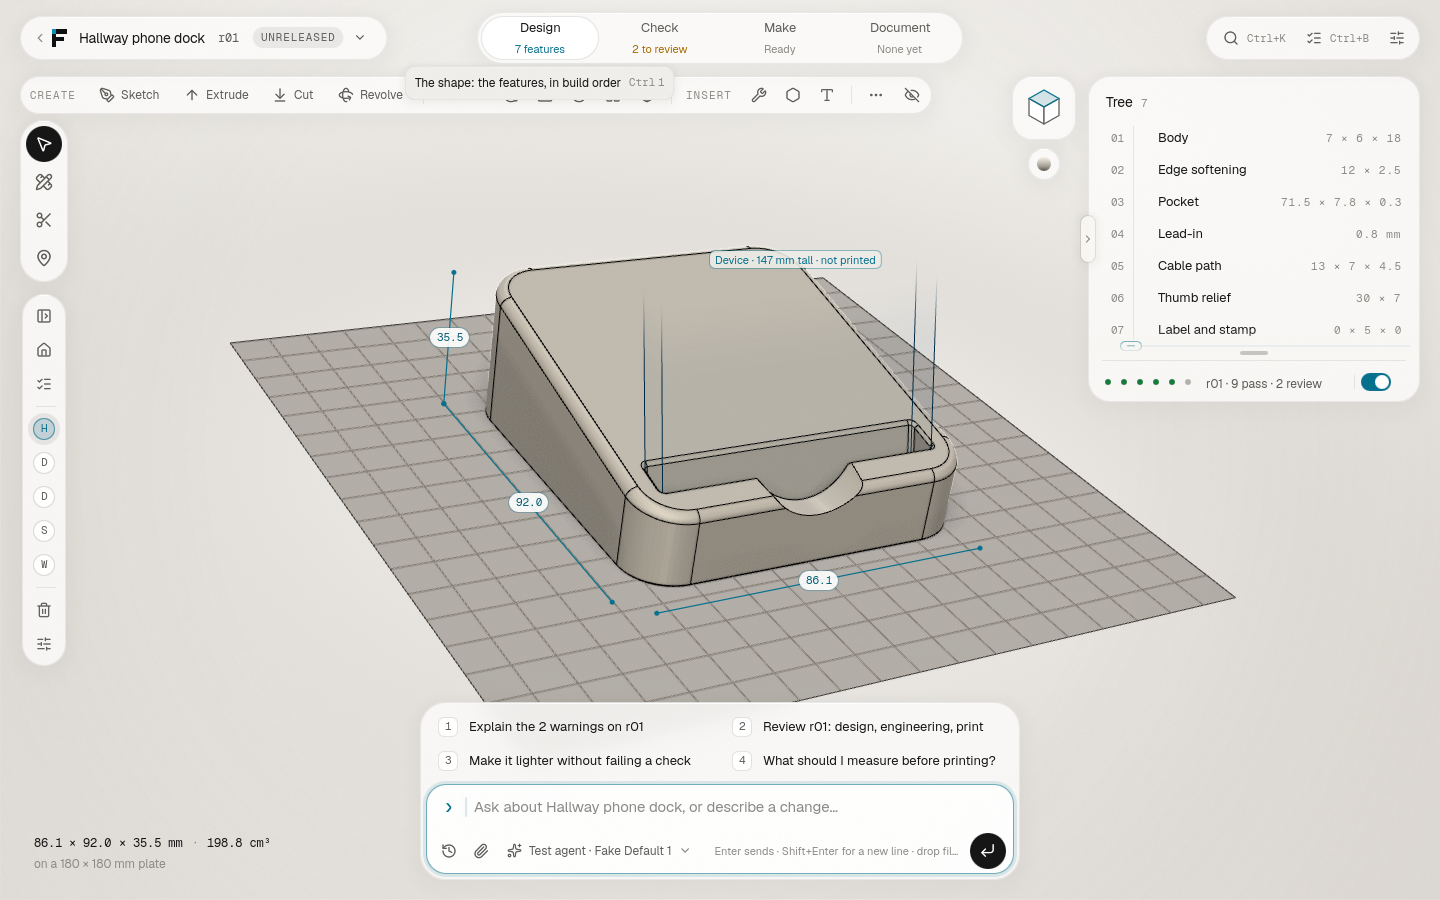 Hallway phone dock r01 UNRELEASED
Design
7 features
Check
2 to review
Make
Ready
Document
None yet
Ctrl+K
Ctrl+B
The shape: the features, in build order Ctrl 1
CREATE
Sketch
Extrude
Cut
Revolve
INSERT
Tree 7
01 Body 7 × 6 × 18
02 Edge softening 12 × 2.5
03 Pocket 71.5 × 7.8 × 0.3
04 Lead-in 0.8 mm
05 Cable path 13 × 7 × 4.5
06 Thumb relief 30 × 7
07 Label and stamp 0 × 5 × 0
r01 · 9 pass · 2 review
H
D
D
S
W
Device · 147 mm tall · not printed
35.5
92.0
86.1
1 Explain the 2 warnings on r01
2 Review r01: design, engineering, print
3 Make it lighter without failing a check
4 What should I measure before printing?
Ask about Hallway phone dock, or describe a change...
Test agent · Fake Default 1
Enter sends · Shift+Enter for a new line · drop fil...
86.1 × 92.0 × 35.5 mm · 198.8 cm³
on a 180 × 180 mm plate